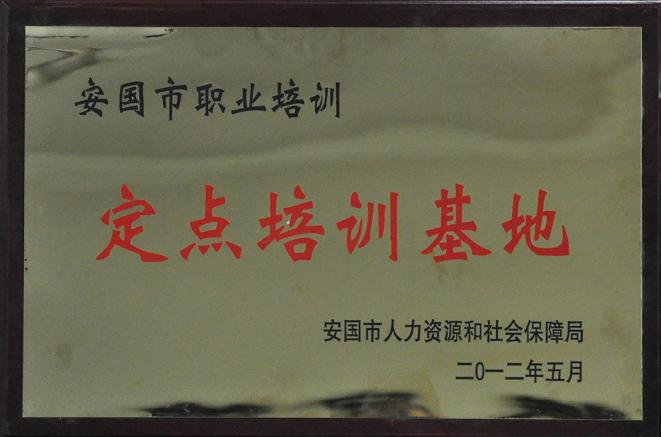 安国市职业培训
定点培训基地
安国市人力资源和社会保障局
二0一二年五月